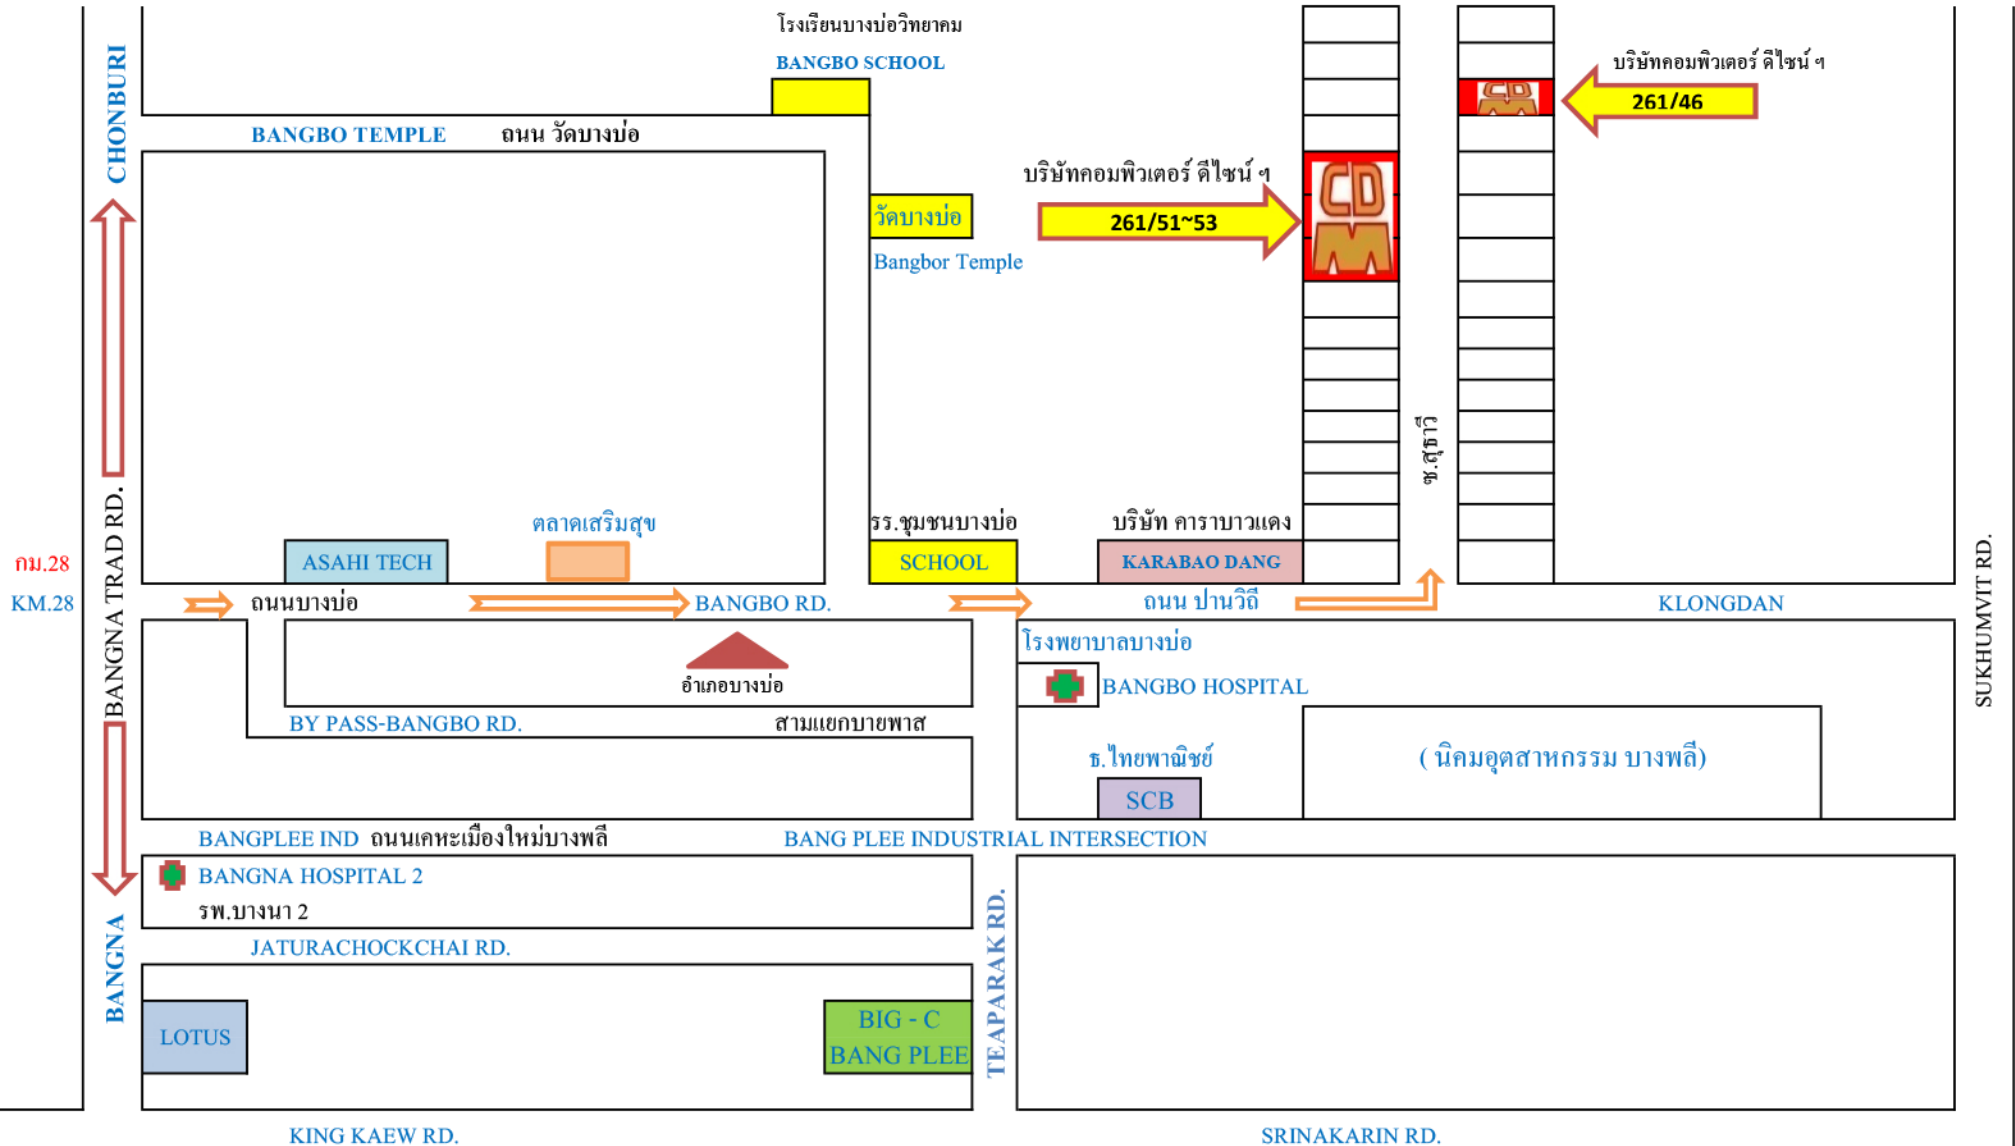 โรงเรียนบางบ่อวิทยาคม
BANGBO SCHOOL
บริษัทคอมพิวเตอร์ ดีไซน์ ฯ
261/46
CDM
CHONBURI
BANGBO TEMPLE ถนน วัดบางบ่อ
บริษัทคอมพิวเตอร์ ดีไซน์ ฯ
261/51~53
CD
M
วัดบางบ่อ
Bangbor Temple
ซ.สุธาวี
ตลาดเสริมสุข
รร.ชุมชนบางบ่อ
บริษัท คาราบาวแดง
ASAHI TECH
SCHOOL
KARABAO DANG
กม.28
KM.28
BANGNA TRAD RD.
ถนนบางบ่อ
BANGBO RD.
ถนน ปานวิถี
KLONGDAN
SUKHUMVIT RD.
โรงพยาบาลบางบ่อ
BANGBO HOSPITAL
อำเภอบางบ่อ
BY PASS-BANGBO RD.
สามแยกบายพาส
ธ.ไทยพาณิชย์
SCB
( นิคมอุตสาหกรรม บางพลี)
BANGPLEE IND ถนนเคหะเมืองใหม่บางพลี
BANG PLEE INDUSTRIAL INTERSECTION
BANGNA HOSPITAL 2
รพ.บางนา 2
BANGNA
JATURACHOCKCHAI RD.
TEAPARAK RD.
LOTUS
BIG - C
BANG PLEE
KING KAEW RD.
SRINAKARIN RD.